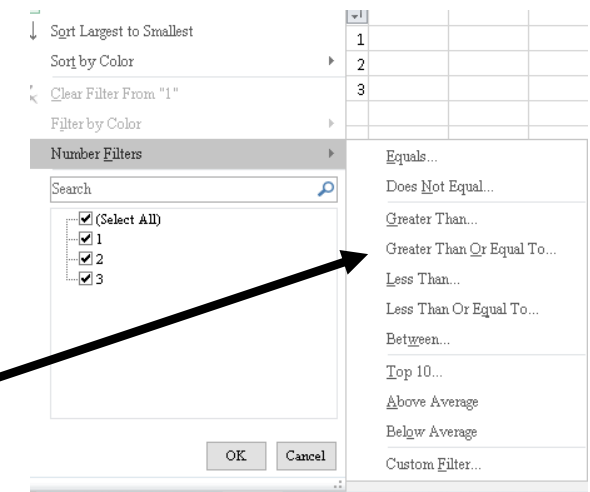 Sort Largest to Smallest
Sort by Color
Clear Filter From "1"
Filter by Color
Number Filters
Search
(Select All)
1
2
3
OK
Cancel
1
2
3
Equals...
Does Not Equal...
Greater Than...
Greater Than Or Equal To...
Less Than...
Less Than Or Equal To...
Between...
Top 10...
Above Average
Below Average
Custom Filter...